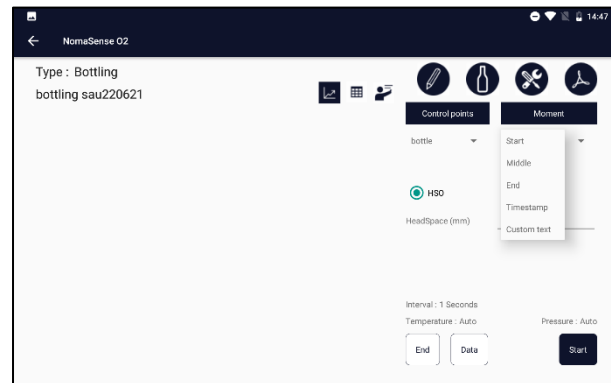 14:47
NomaSense O2
Type : Bottling
bottling sau220621
Control points
Moment
bottle
Start
Middle
End
Timestamp
Custom text
HS0
HeadSpace (mm)
Interval : 1 Seconds
Temperature : Auto
Pressure : Auto
End
Data
Start